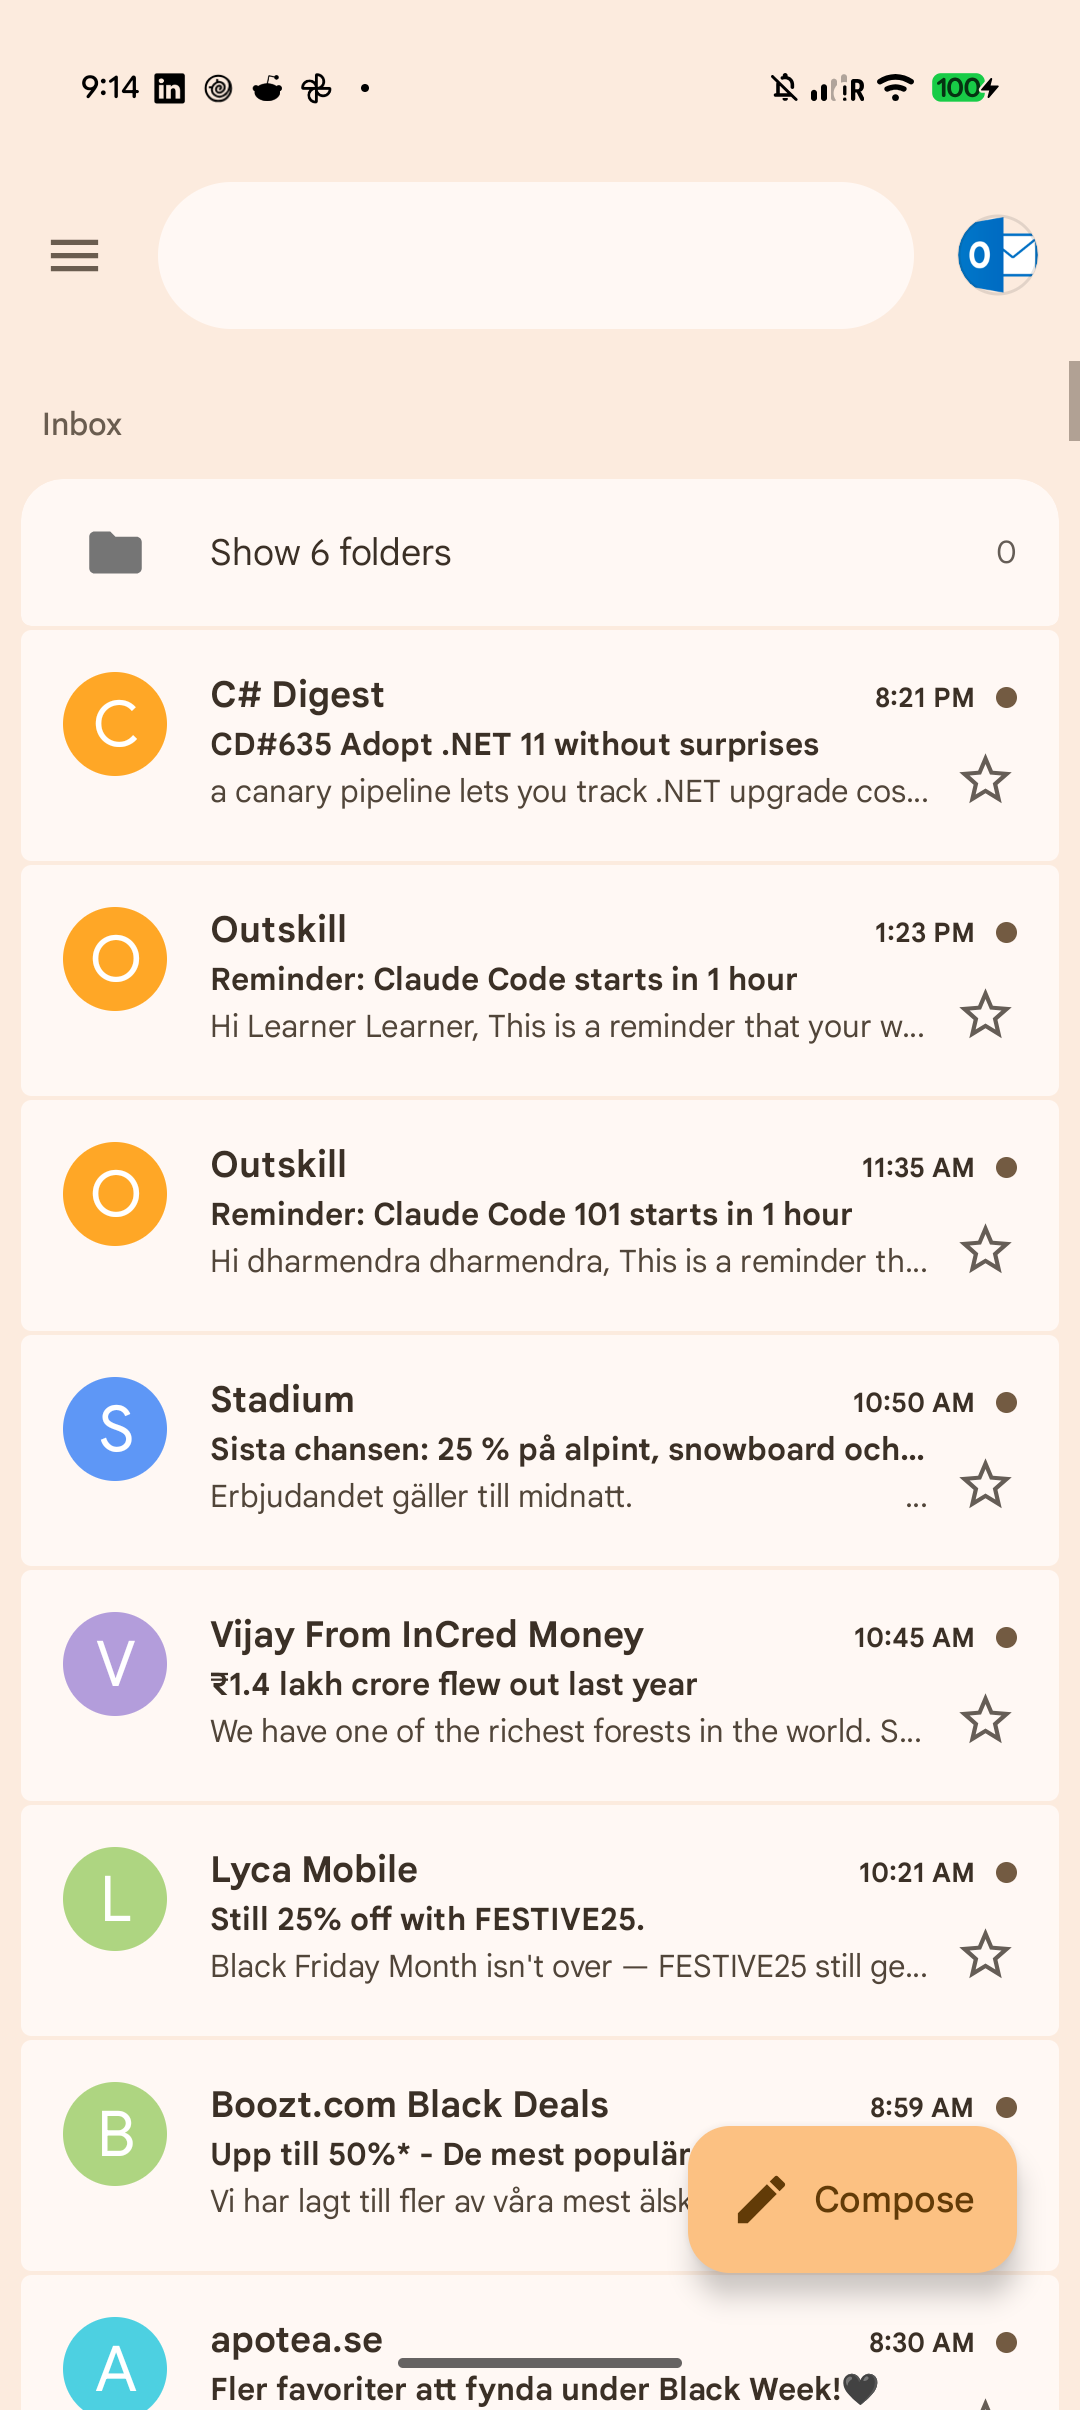 9:14
R
100
Inbox
Show 6 folders
0
C
C# Digest
8:21 PM
CD#635 Adopt .NET 11 without surprises
a canary pipeline lets you track .NET upgrade cos...
O
Outskill
1:23 PM
Reminder: Claude Code starts in 1 hour
Hi Learner Learner, This is a reminder that your w...
O
Outskill
11:35 AM
Reminder: Claude Code 101 starts in 1 hour
Hi dharmendra dharmendra, This is a reminder th...
S
Stadium
10:50 AM
Sista chansen: 25 % på alpint, snowboard och...
Erbjudandet gäller till midnatt. ...
V
Vijay From InCred Money
10:45 AM
₹1.4 lakh crore flew out last year
We have one of the richest forests in the world. S...
L
Lyca Mobile
10:21 AM
Still 25% off with FESTIVE25.
Black Friday Month isn't over — FESTIVE25 still ge...
B
Boozt.com Black Deals
8:59 AM
Upp till 50%* - De mest populär
Vi har lagt till fler av våra mest älsk
Compose
A
apotea.se
8:30 AM
Fler favoriter att fynda under Black Week!🖤